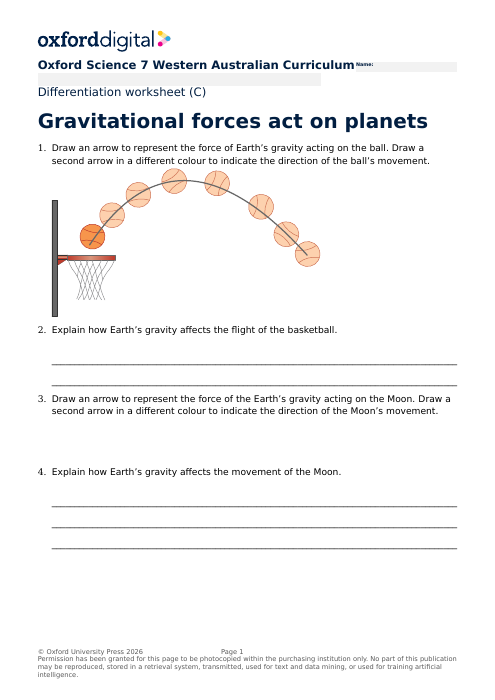 oxforddigital
Oxford Science 7 Western Australian Curriculum Name:
Differentiation worksheet (C)
Gravitational forces act on planets
1. Draw an arrow to represent the force of Earth’s gravity acting on the ball. Draw a
second arrow in a different colour to indicate the direction of the ball’s movement.
2. Explain how Earth’s gravity affects the flight of the basketball.
3. Draw an arrow to represent the force of the Earth’s gravity acting on the Moon. Draw a
second arrow in a different colour to indicate the direction of the Moon’s movement.
4. Explain how Earth’s gravity affects the movement of the Moon.
© Oxford University Press 2026 Page 1
Permission has been granted for this page to be photocopied within the purchasing institution only. No part of this publication
may be reproduced, stored in a retrieval system, transmitted, used for text and data mining, or used for training artificial
intelligence.